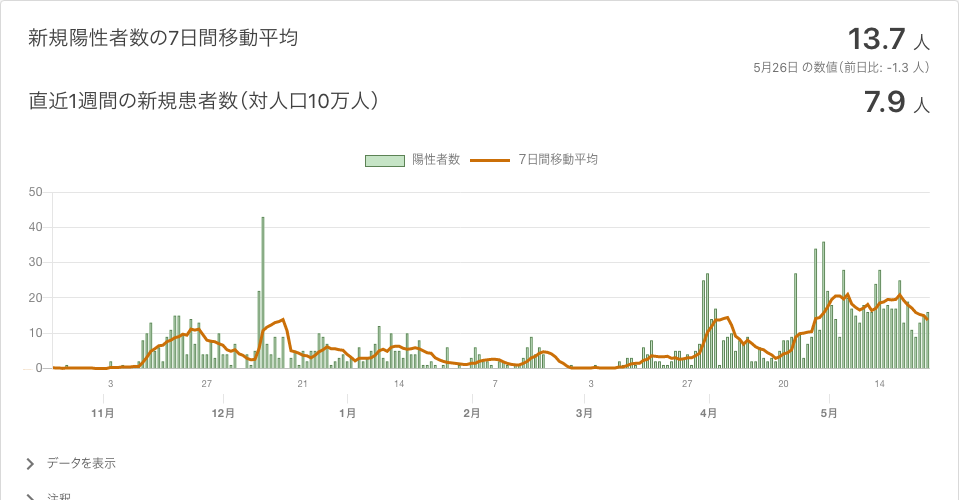 新規陽性者数の7日間移動平均
13.7 人
5月26日 の数値（前日比: -1.3 人）
直近1週間の新規患者数（対人口10万人）
7.9 人
陽性者数 7日間移動平均
50
40
30
20
10
0
3 27 21 14 7 3 27 20 14
11月 12月 1月 2月 3月 4月 5月
データを表示
注釈